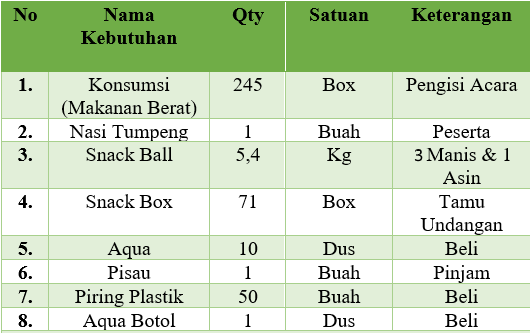 No Nama Kebutuhan Qty Satuan Keterangan
1. Konsumsi (Makanan Berat) 245 Box Pengisi Acara
2. Nasi Tumpeng 1 Buah Peserta
3. Snack Ball 5,4 Kg 3 Manis & 1 Asin
4. Snack Box 71 Box Tamu Undangan
5. Aqua 10 Dus Beli
6. Pisau 1 Buah Pinjam
7. Piring Plastik 50 Buah Beli
8. Aqua Botol 1 Dus Beli